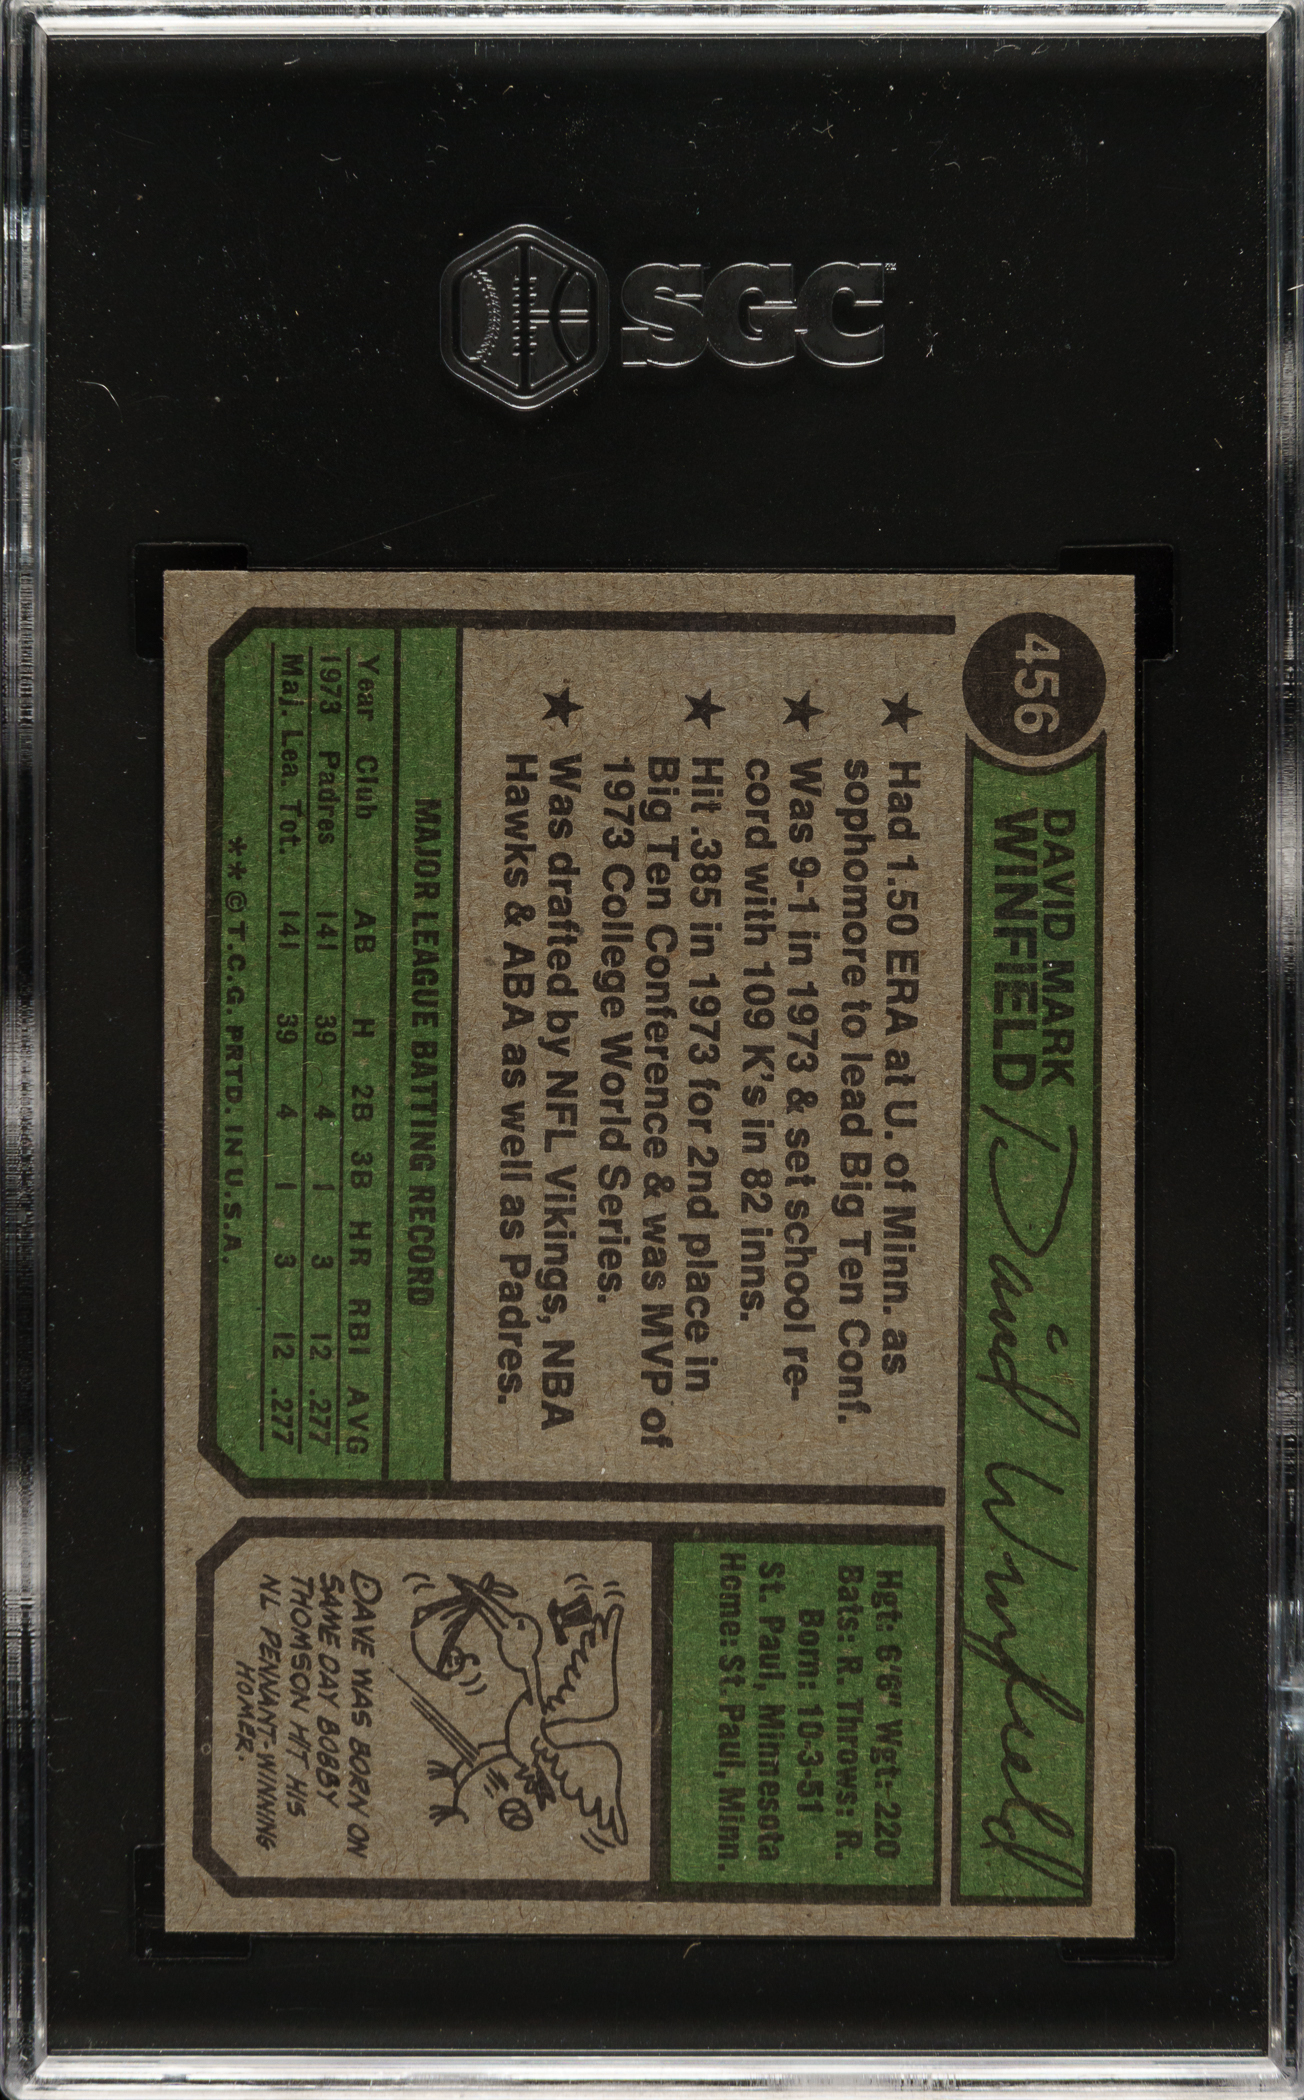 SGC
456
DAVID MARK
WINFIELD
David Winfield
★ Had 1.50 ERA at U. of Minn. as
sophomore to lead Big Ten Conf.
★ Was 9-1 in 1973 & set school re-
cord with 109 K's in 82 inns.
★ Hit .385 in 1973 for 2nd place in
Big Ten Conference & was MVP of
1973 College World Series.
★ Was drafted by NFL Vikings, NBA
Hawks & ABA as well as Padres.
MAJOR LEAGUE BATTING RECORD
Year Club AB H 2B 3B HR RBI AVG
1973 Padres 141 39 4 1 3 12 .277
Maj. Lea. Tot. 141 39 4 1 3 12 .277
**© T.C.G. PRTD. IN U.S.A.
Hgt: 6'6" Wgt: 220
Bats: R. Throws: R.
Born: 10-3-51
St. Paul, Minnesota
Home: St. Paul, Minn.
DAVE WAS BORN ON
SAME DAY BOBBY
THOMSON HIT HIS
NL PENNANT-WINNING
HOMER.